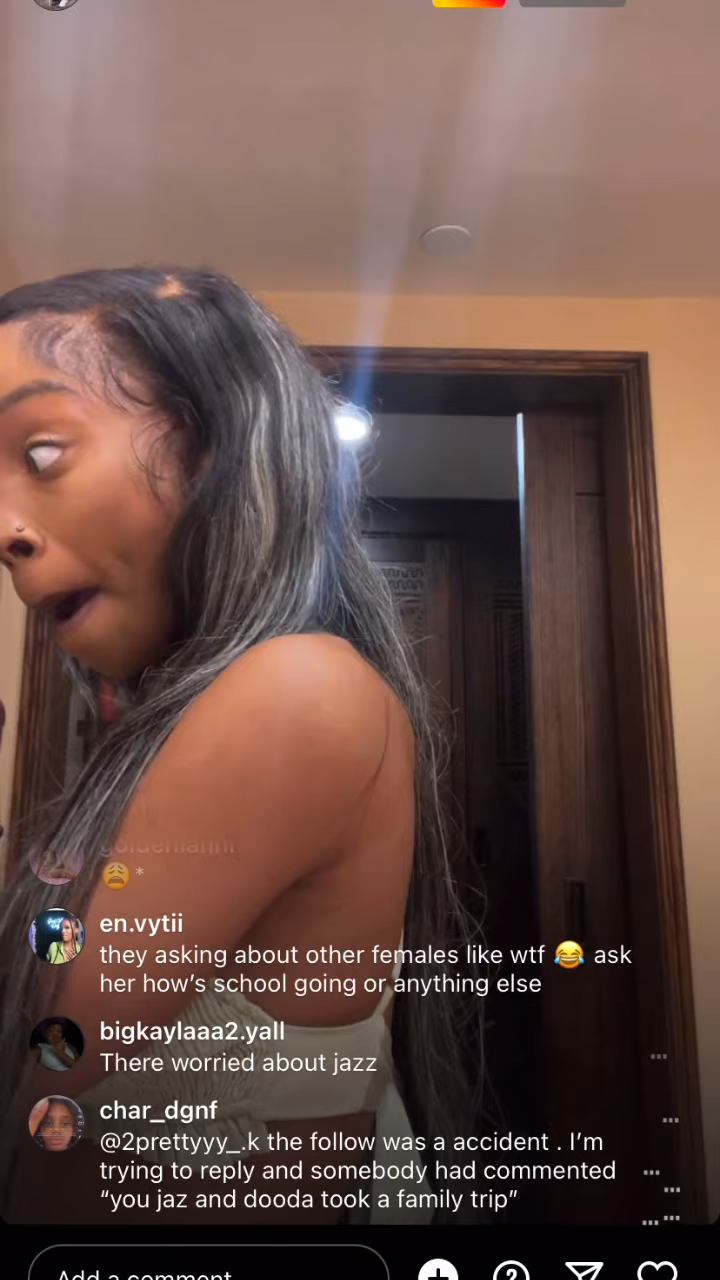 😩 *
en.vytii
they asking about other females like wtf 😂 ask
her how’s school going or anything else
bigkaylaaa2.yall
There worried about jazz
char_dgnf
@2prettyyy_.k the follow was a accident . I’m
trying to reply and somebody had commented
“you jaz and dooda took a family trip”
Add a comment